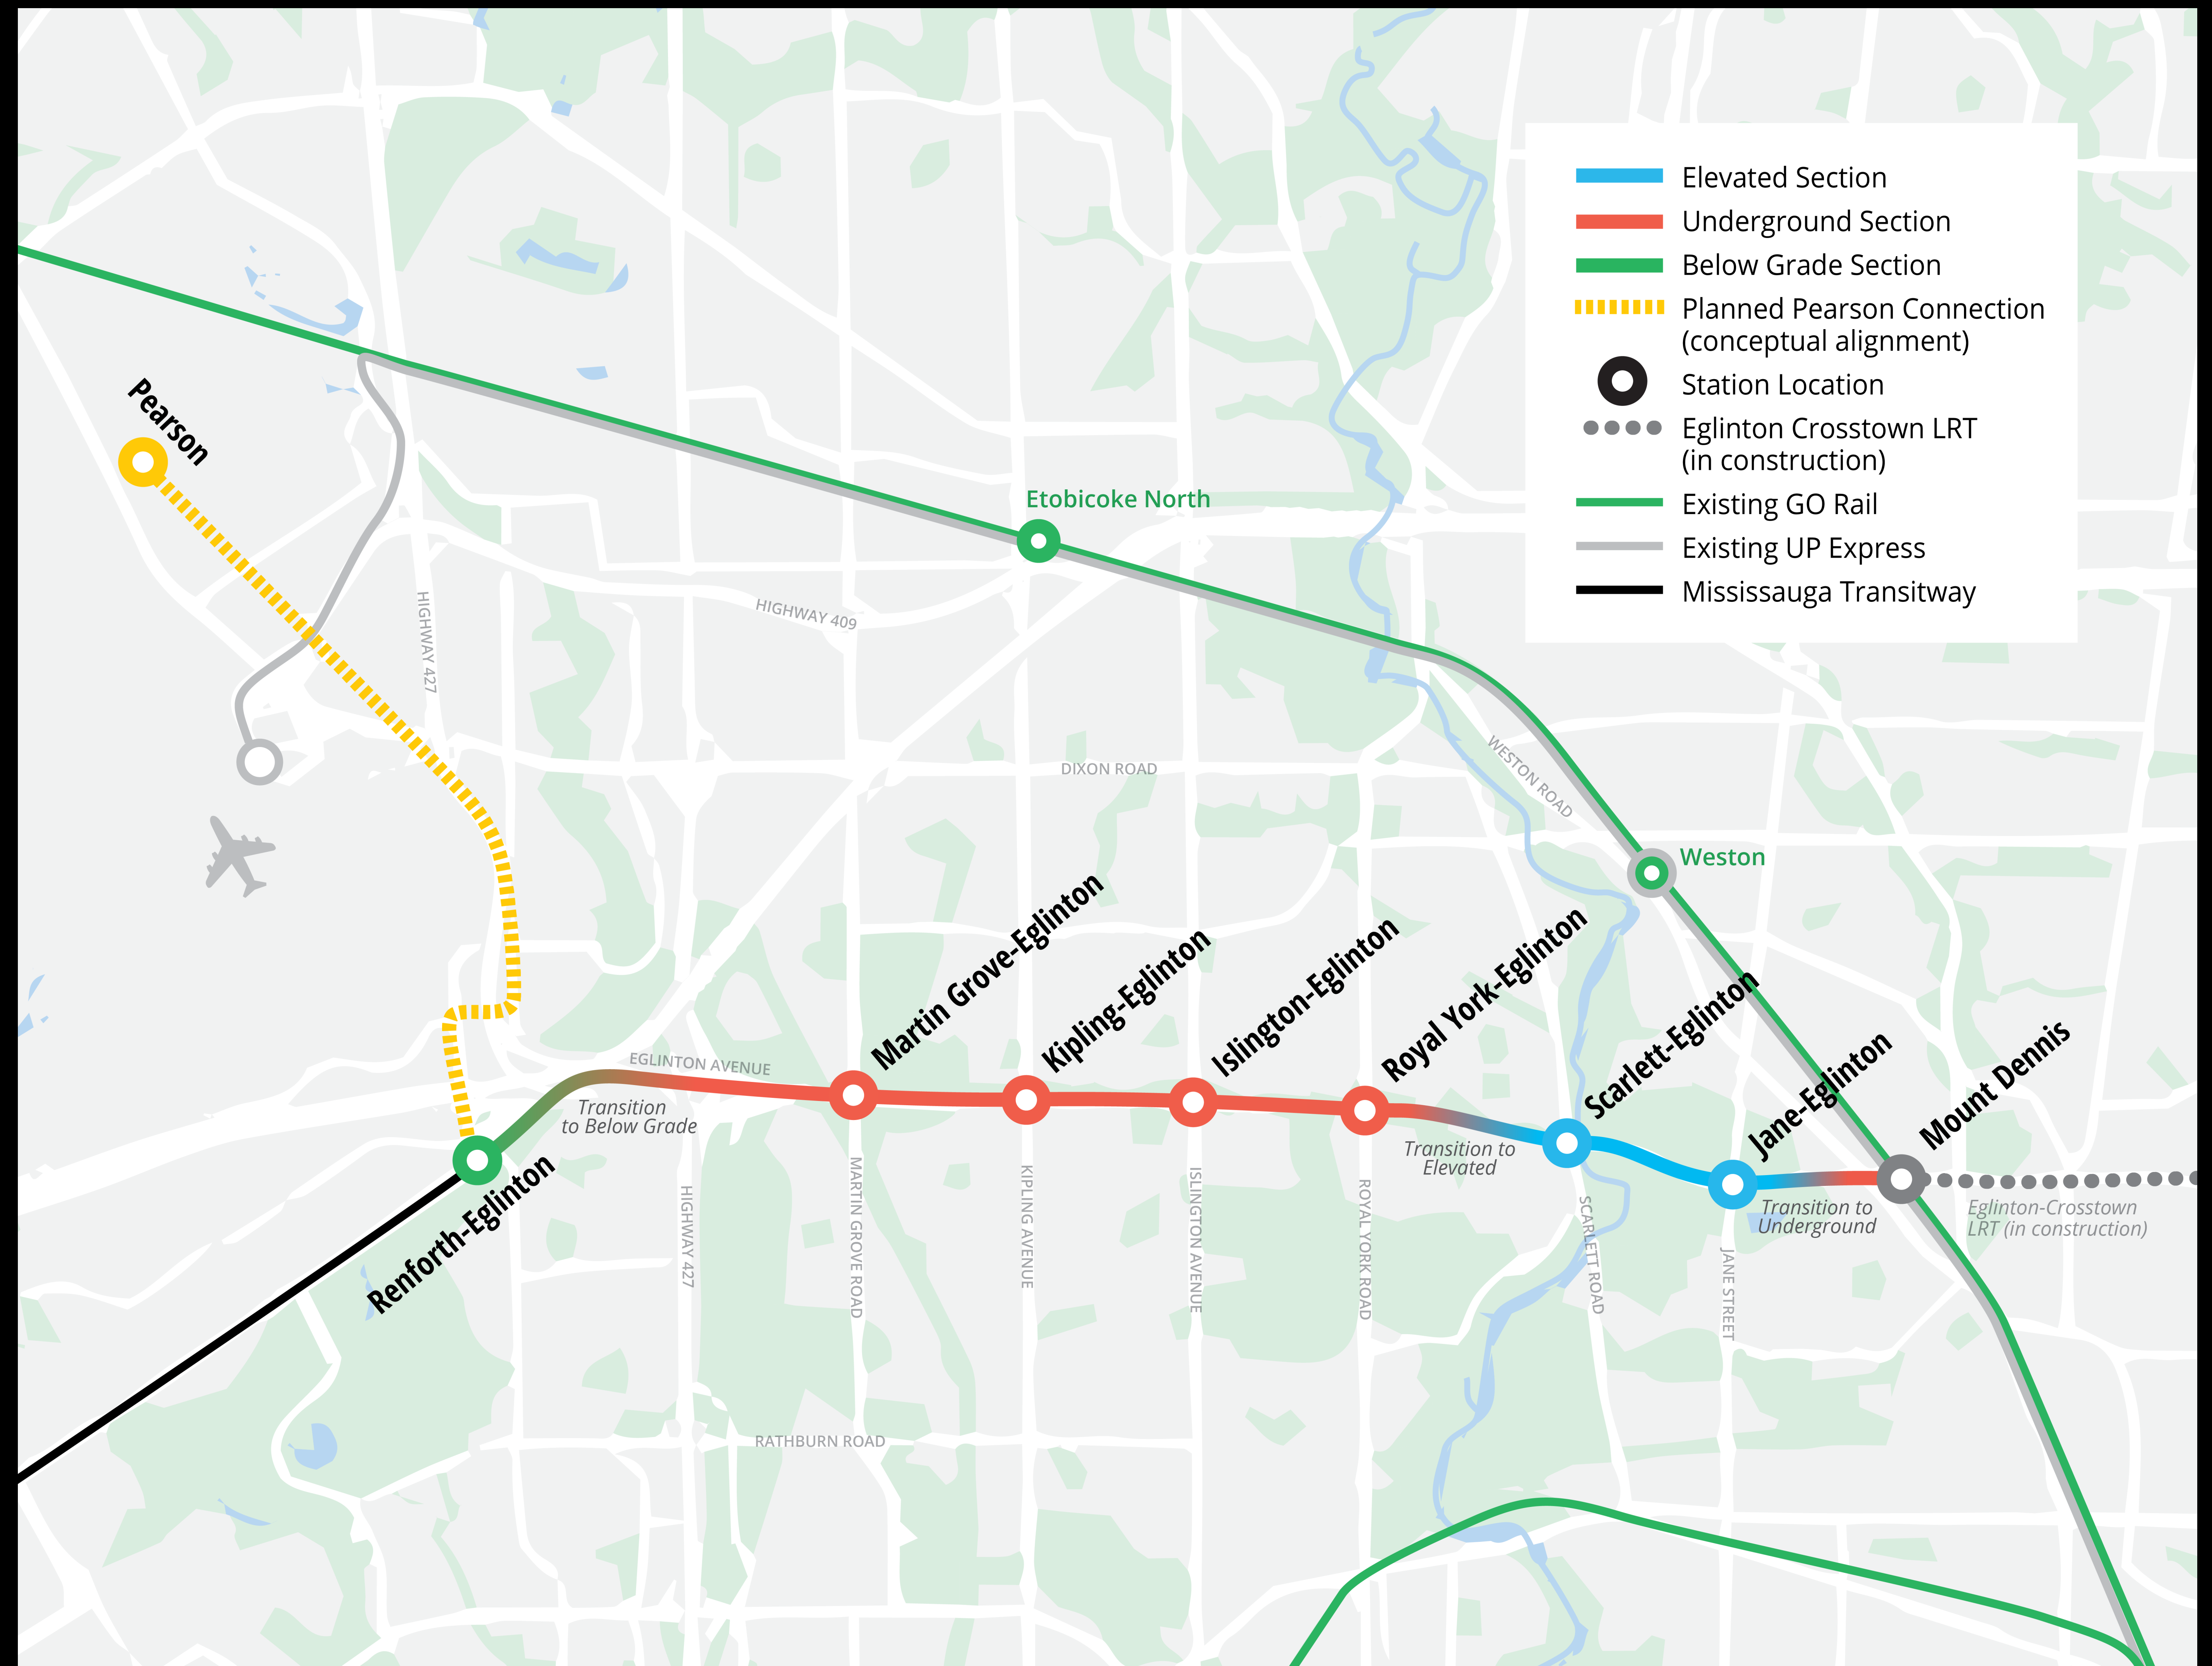 Elevated Section
Underground Section
Below Grade Section
Planned Pearson Connection
(conceptual alignment)
Station Location
Eglinton Crosstown LRT
(in construction)
Existing GO Rail
Existing UP Express
Mississauga Transitway
Pearson
Etobicoke North
HIGHWAY 427
HIGHWAY 409
DIXON ROAD
WESTON ROAD
Weston
Martin Grove-Eglinton
Kipling-Eglinton
Islington-Eglinton
Royal York-Eglinton
Scarlett-Eglinton
Jane-Eglinton
Mount Dennis
EGLINTON AVENUE
Transition
to Below Grade
Renforth-Eglinton
Transition to
Elevated
Transition to
Underground
Eglinton-Crosstown
LRT (in construction)
HIGHWAY 427
MARTIN GROVE ROAD
KIPLING AVENUE
ISLINGTON AVENUE
ROYAL YORK ROAD
SCARLETT ROAD
JANE STREET
RATHBURN ROAD